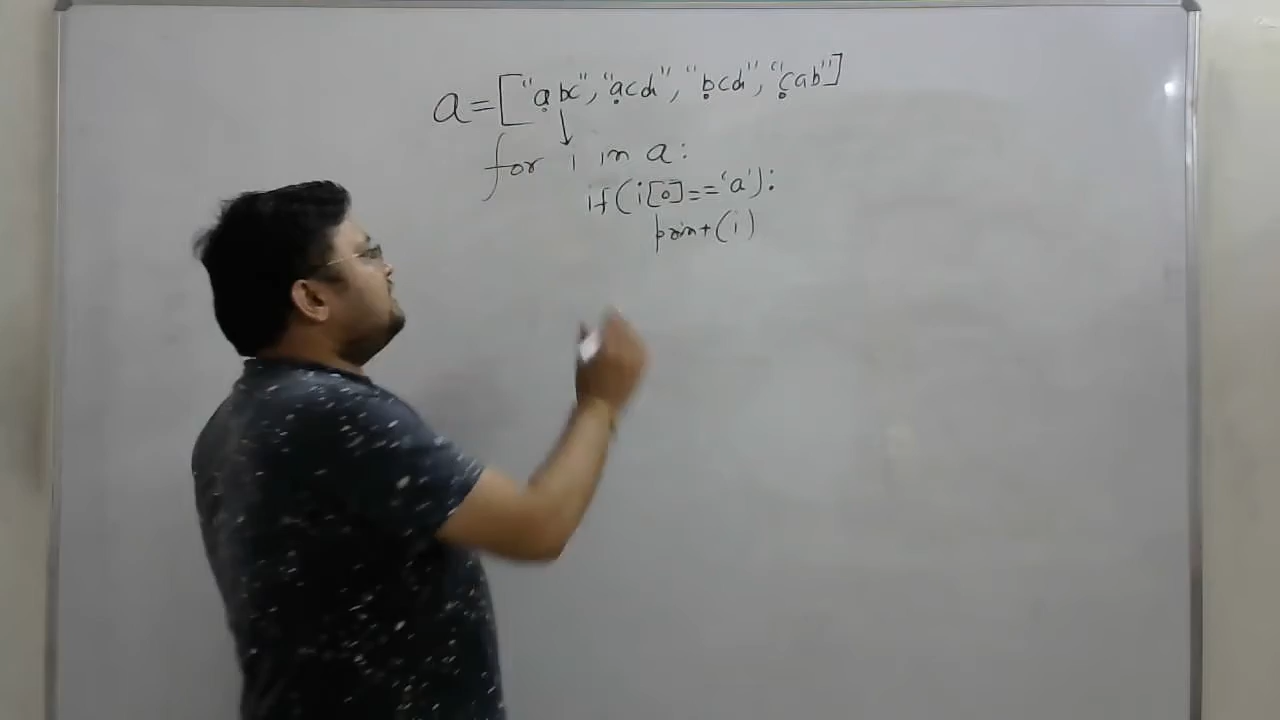 a=["abc","acd","bcd","cab"]
for i in a:
if(i[0]=='a'):
print(i)